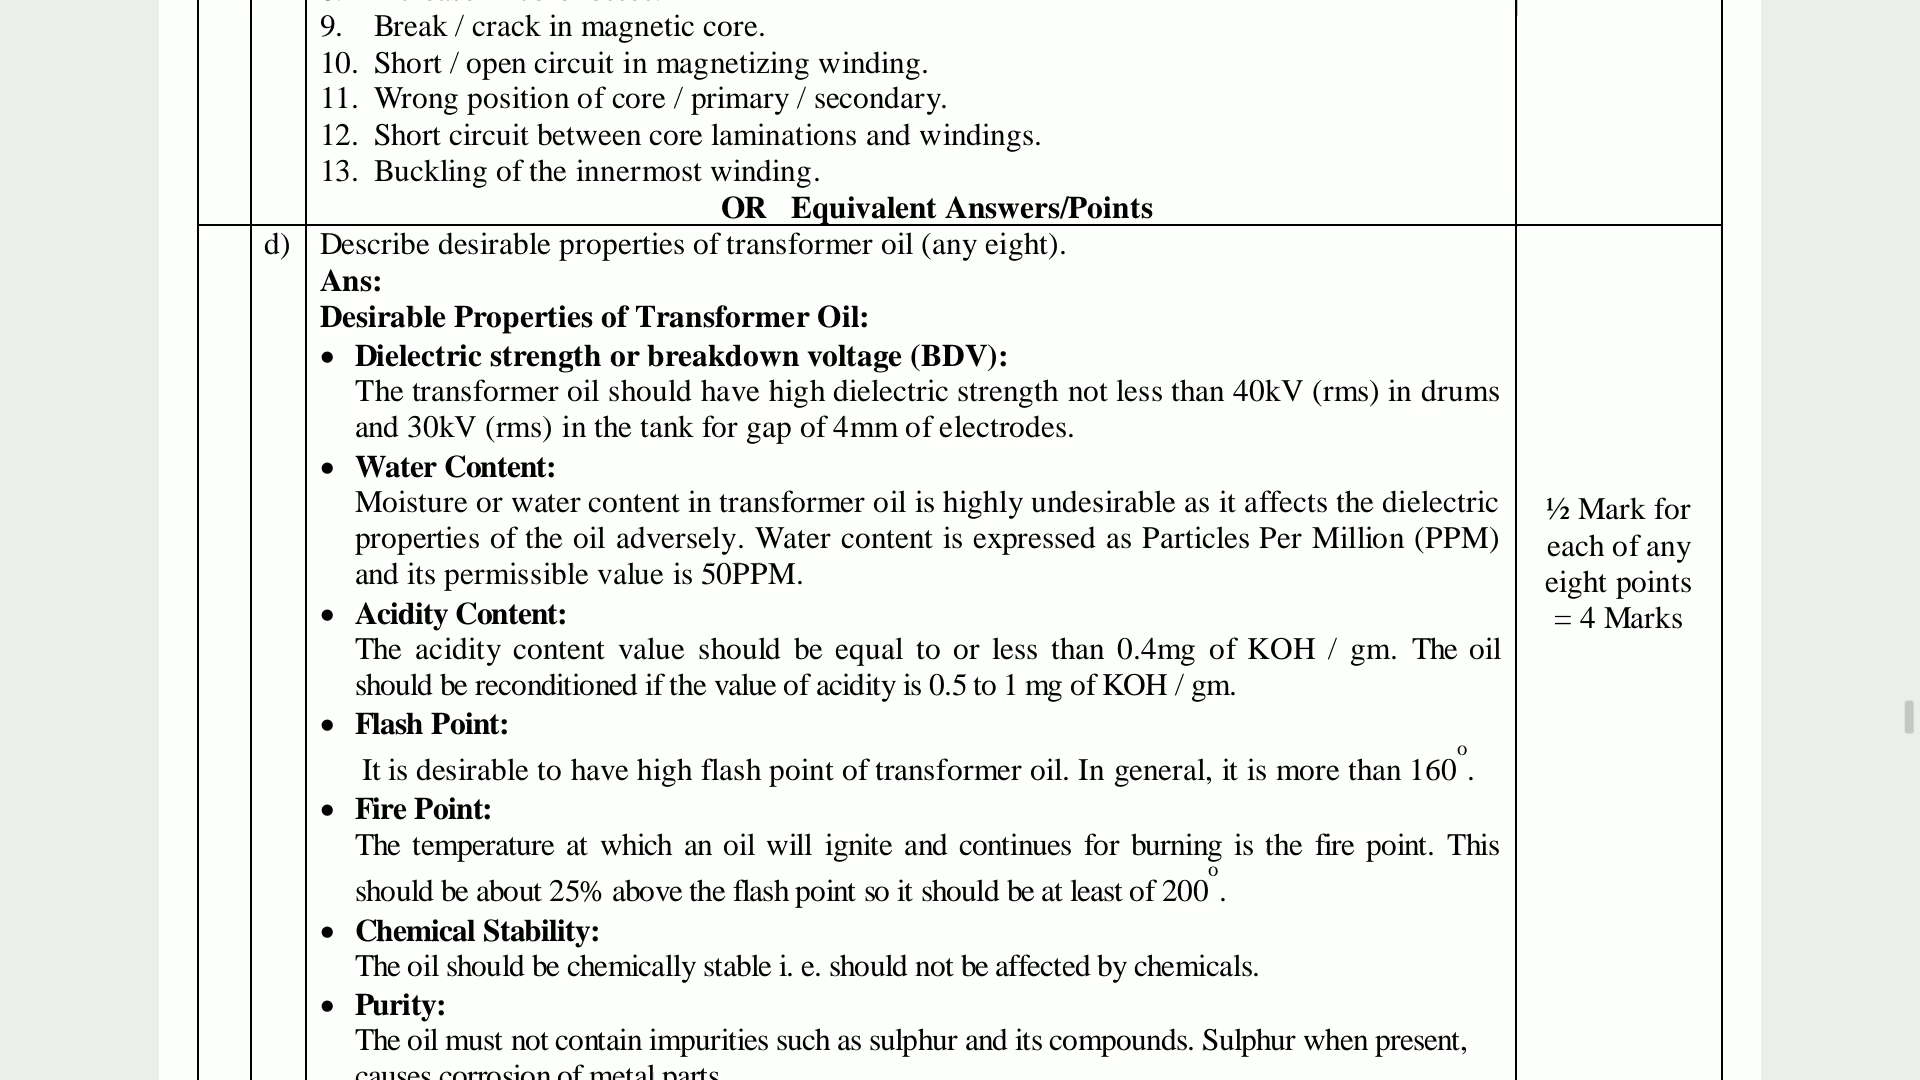 9. Break / crack in magnetic core.
10. Short / open circuit in magnetizing winding.
11. Wrong position of core / primary / secondary.
12. Short circuit between core laminations and windings.
13. Buckling of the innermost winding.
OR Equivalent Answers/Points
d) Describe desirable properties of transformer oil (any eight).
Ans:
Desirable Properties of Transformer Oil:
• Dielectric strength or breakdown voltage (BDV):
The transformer oil should have high dielectric strength not less than 40kV (rms) in drums
and 30kV (rms) in the tank for gap of 4mm of electrodes.
• Water Content:
Moisture or water content in transformer oil is highly undesirable as it affects the dielectric
properties of the oil adversely. Water content is expressed as Particles Per Million (PPM)
and its permissible value is 50PPM.
• Acidity Content:
The acidity content value should be equal to or less than 0.4mg of KOH / gm. The oil
should be reconditioned if the value of acidity is 0.5 to 1 mg of KOH / gm.
• Flash Point:
It is desirable to have high flash point of transformer oil. In general, it is more than 160°.
• Fire Point:
The temperature at which an oil will ignite and continues for burning is the fire point. This
should be about 25% above the flash point so it should be at least of 200°.
• Chemical Stability:
The oil should be chemically stable i. e. should not be affected by chemicals.
• Purity:
The oil must not contain impurities such as sulphur and its compounds. Sulphur when present,
causes corrosion of metal parts.
½ Mark for
each of any
eight points
= 4 Marks